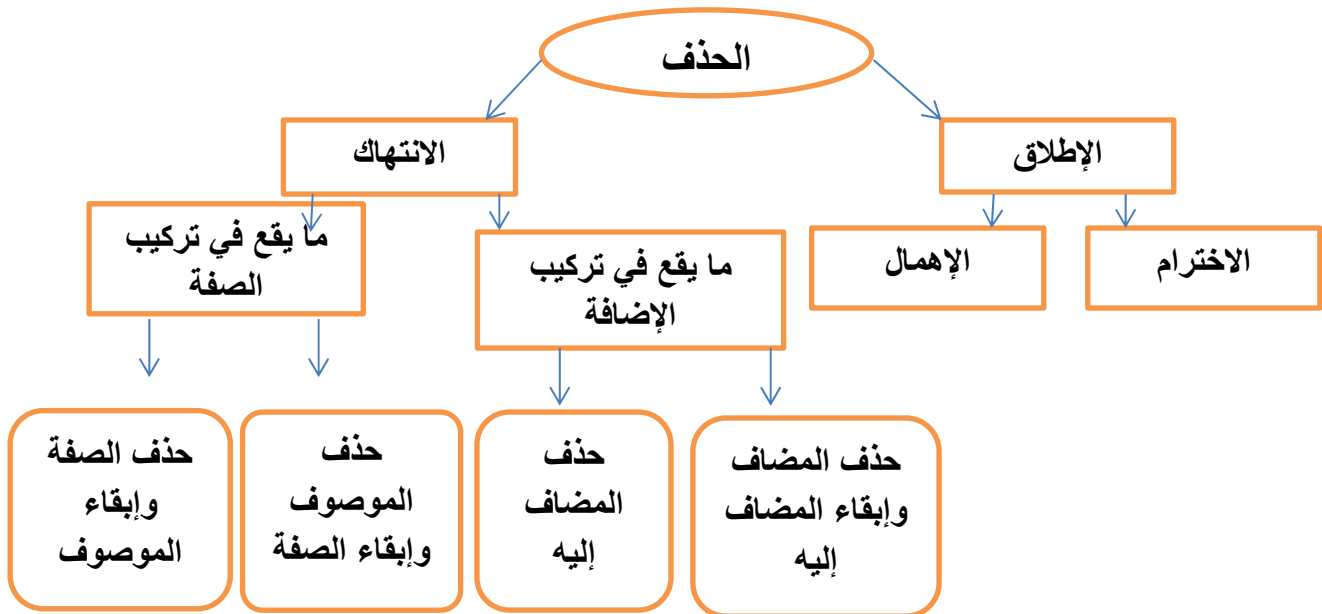 الحذف
الإطلاق
الانتهاك
الاخترام
الإهمال
ما يقع في تركيب
الإضافة
ما يقع في تركيب
الصفة
حذف المضاف
وإبقاء المضاف
إليه
حذف
المضاف
إليه
حذف
الموصوف
وإبقاء الصفة
حذف الصفة
وإبقاء
الموصوف